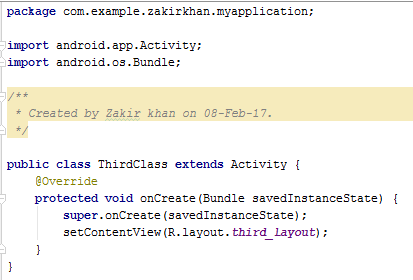 package com.example.zakirkhan.myapplication;
import android.app.Activity;
import android.os.Bundle;
/**
 * Created by Zakir khan on 08-Feb-17.
 */
public class ThirdClass extends Activity {
    @Override
    protected void onCreate(Bundle savedInstanceState) {
        super.onCreate(savedInstanceState);
        setContentView(R.layout.third_layout);
    }
}